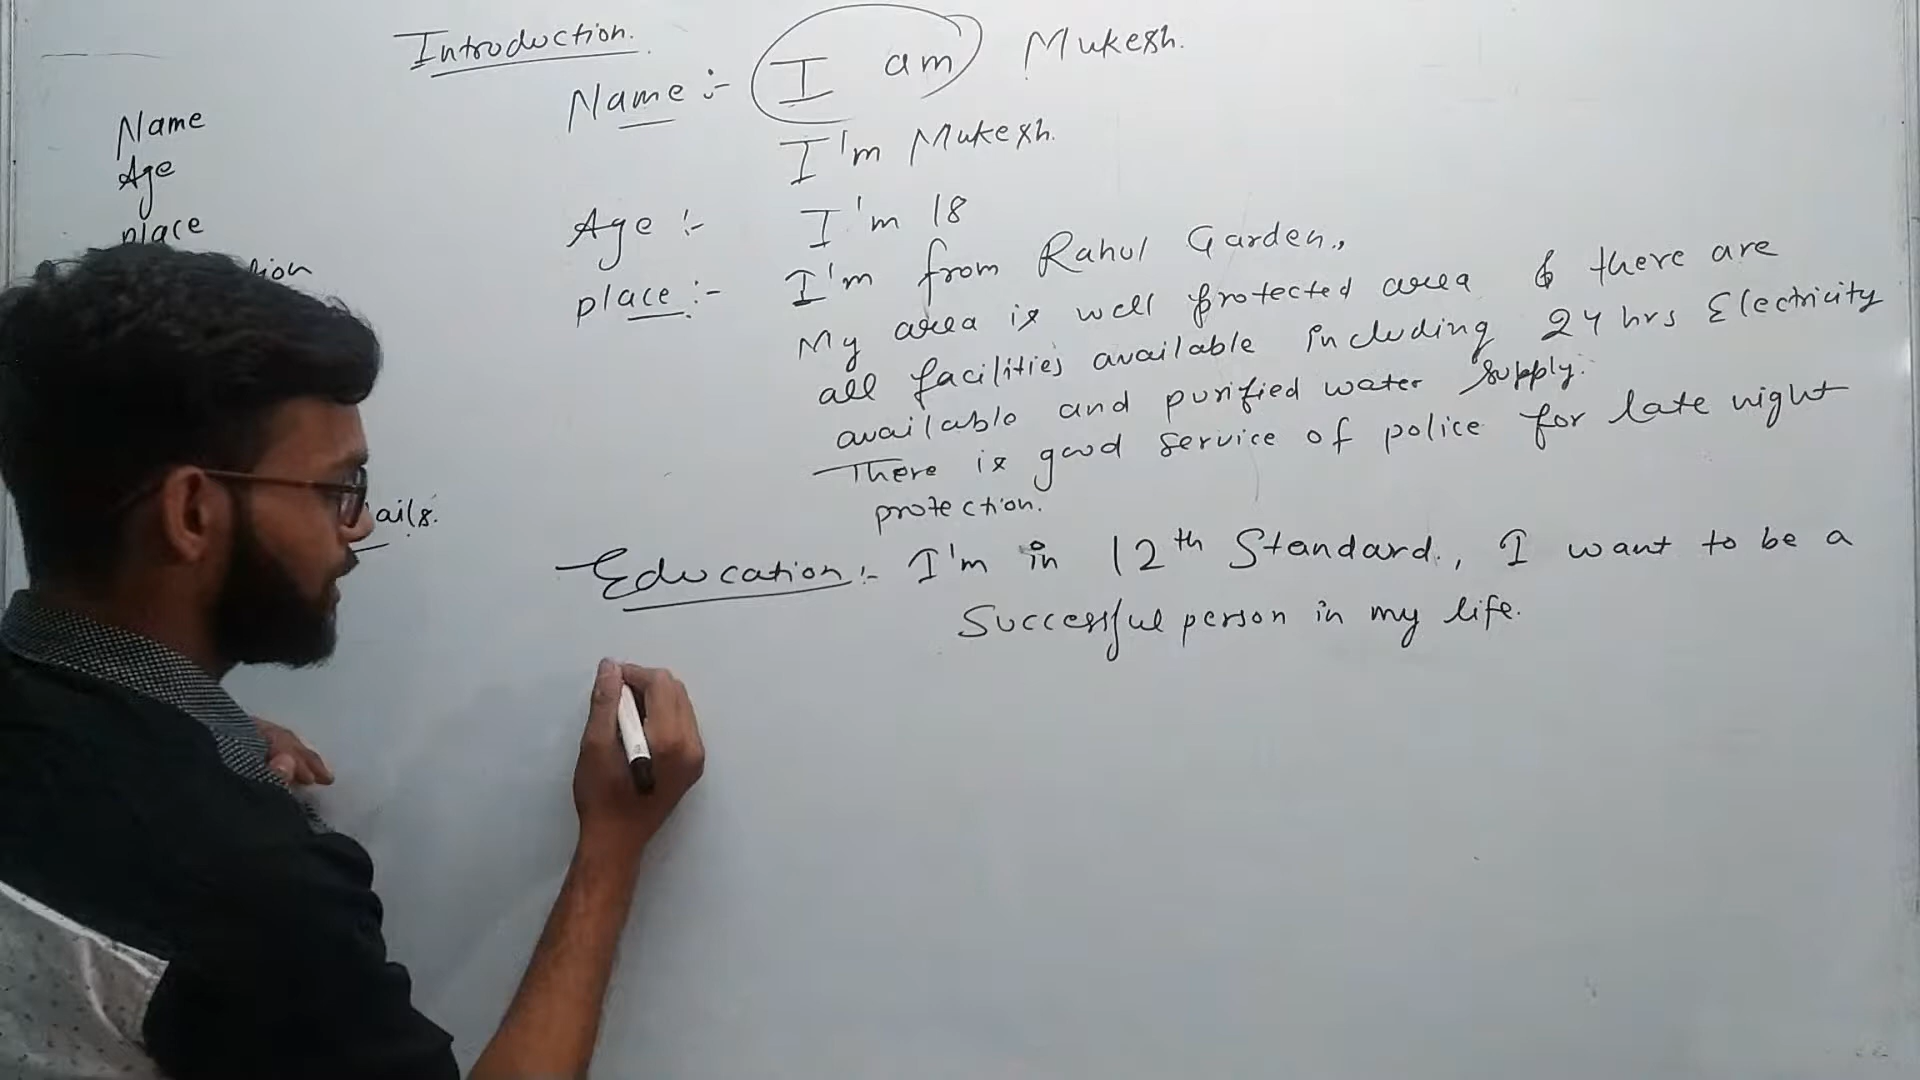 Introduction.
Name
Age
place
Name :- I am Mukesh.
I'm Mukesh.
Age :- I'm 18
place :- I'm from Rahul Garden.,
My area is well protected area & there are
all facilities available including 24 hrs Electricity
available and purified water supply.
There is good service of police for late night
protection.
Education :- I'm in 12th Standard., I want to be a
Successful person in my life.